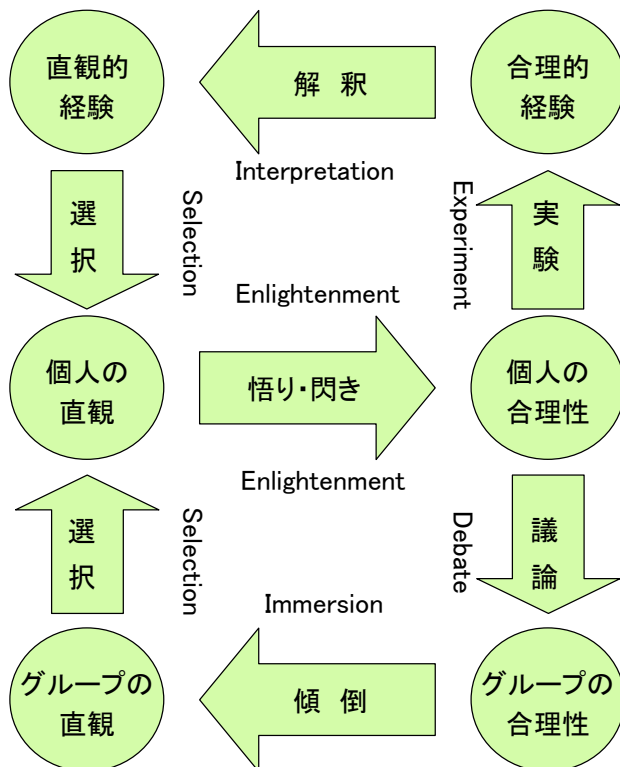 直観的
経験
解 釈
合理的
経験
Interpretation
選
択
Selection
Experiment
実
験
Enlightenment
個人の
直観
悟り・閃き
個人の
合理性
Enlightenment
選
択
Selection
Debate
議
論
Immersion
グループの
直観
傾 倒
グループの
合理性